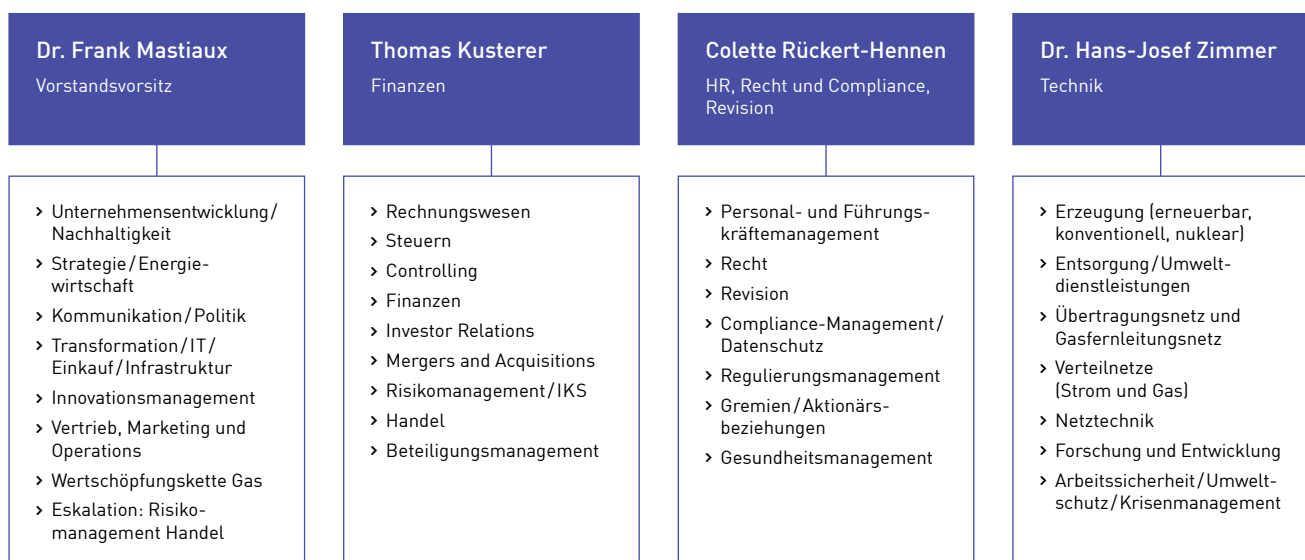 Dr. Frank Mastiaux
Vorstandsvorsitz
› Unternehmensentwicklung/
Nachhaltigkeit
› Strategie/Energie-
wirtschaft
› Kommunikation/Politik
› Transformation/IT/
Einkauf/Infrastruktur
› Innovationsmanagement
› Vertrieb, Marketing und
Operations
› Wertschöpfungskette Gas
› Eskalation: Risiko-
management Handel
Thomas Kusterer
Finanzen
› Rechnungswesen
› Steuern
› Controlling
› Finanzen
› Investor Relations
› Mergers and Acquisitions
› Risikomanagement/IKS
› Handel
› Beteiligungsmanagement
Colette Rückert-Hennen
HR, Recht und Compliance,
Revision
› Personal- und Führungs-
kräftemanagement
› Recht
› Revision
› Compliance-Management/
Datenschutz
› Regulierungsmanagement
› Gremien/Aktionärs-
beziehungen
› Gesundheitsmanagement
Dr. Hans-Josef Zimmer
Technik
› Erzeugung (erneuerbar,
konventionell, nuklear)
› Entsorgung/Umwelt-
dienstleistungen
› Übertragungsnetz und
Gasfernleitungsnetz
› Verteilnetze
(Strom und Gas)
› Netztechnik
› Forschung und Entwicklung
› Arbeitssicherheit/Umwelt-
schutz/Krisenmanagement